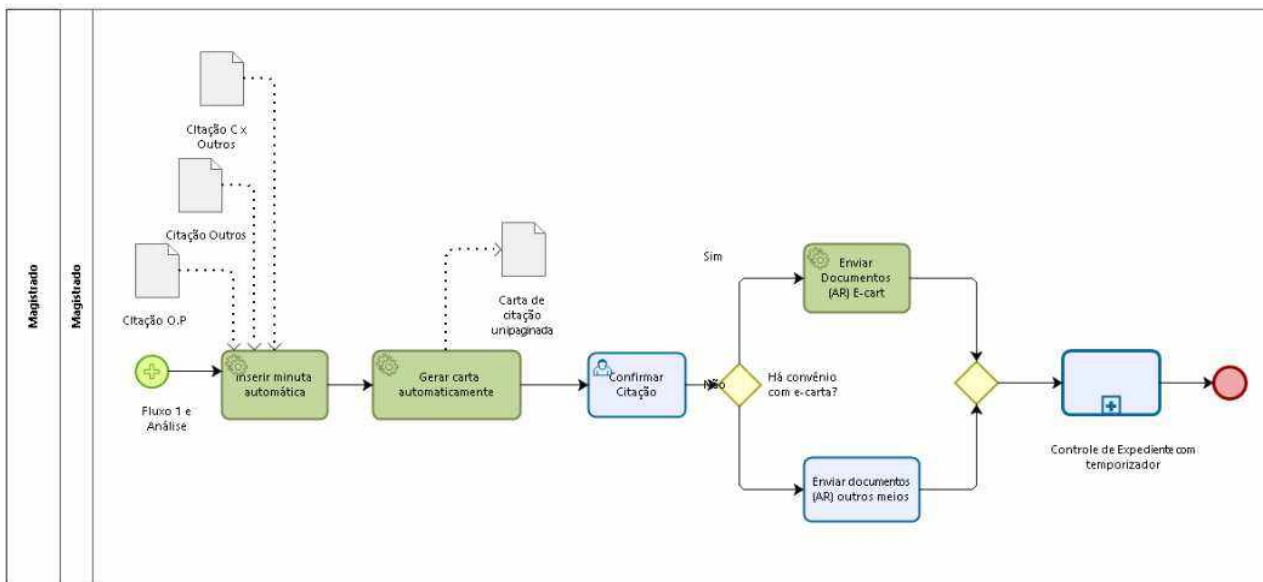 Magistrado
Magistrado
Citação C x
Outros
Citação Outros
Citação O.P
Fluxo 1 e
Análise
inserir minuta
automática
Gerar carta
automaticamente
Carta de
citação
unipaginada
Confirmar
Citação
Sim
Não
Há convênio
com e-carta?
Enviar
Documentos
(AR) E-cart
Enviar documentos
(AR) outros meios
Controle de Expediente com
temporizador